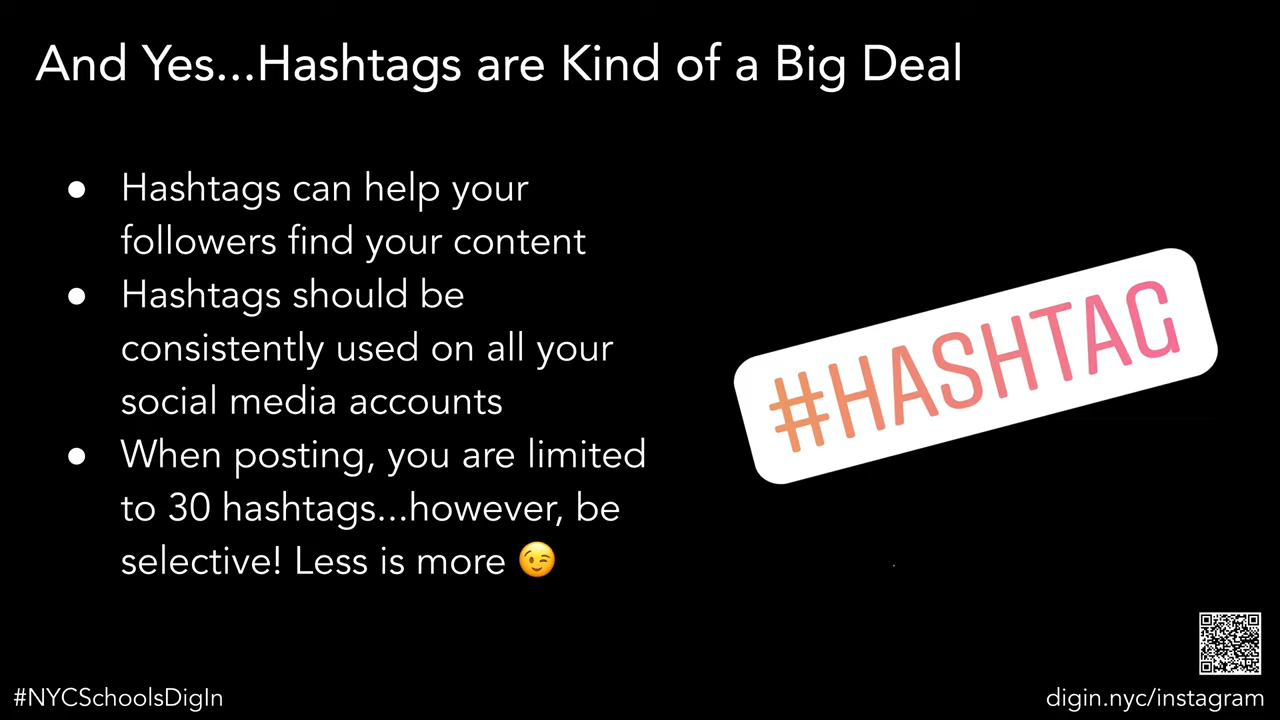 And Yes...Hashtags are Kind of a Big Deal
● Hashtags can help your
followers find your content
● Hashtags should be
consistently used on all your
social media accounts
● When posting, you are limited
to 30 hashtags...however, be
selective! Less is more 😉
#HASHTAG
#NYCSchoolsDigIn
digin.nyc/instagram